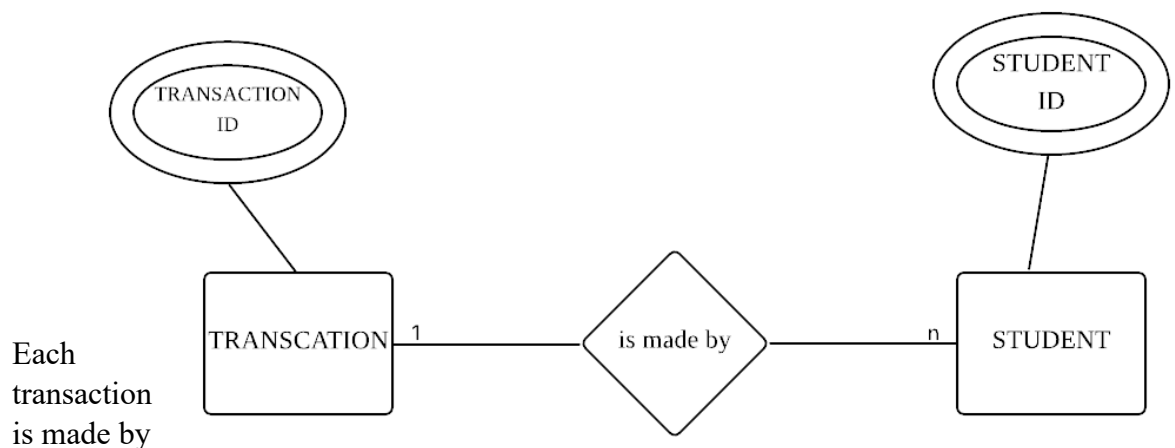 TRANSACTION
ID
STUDENT
ID
TRANSCATION
1
is made by
n
STUDENT
Each
transaction
is made by